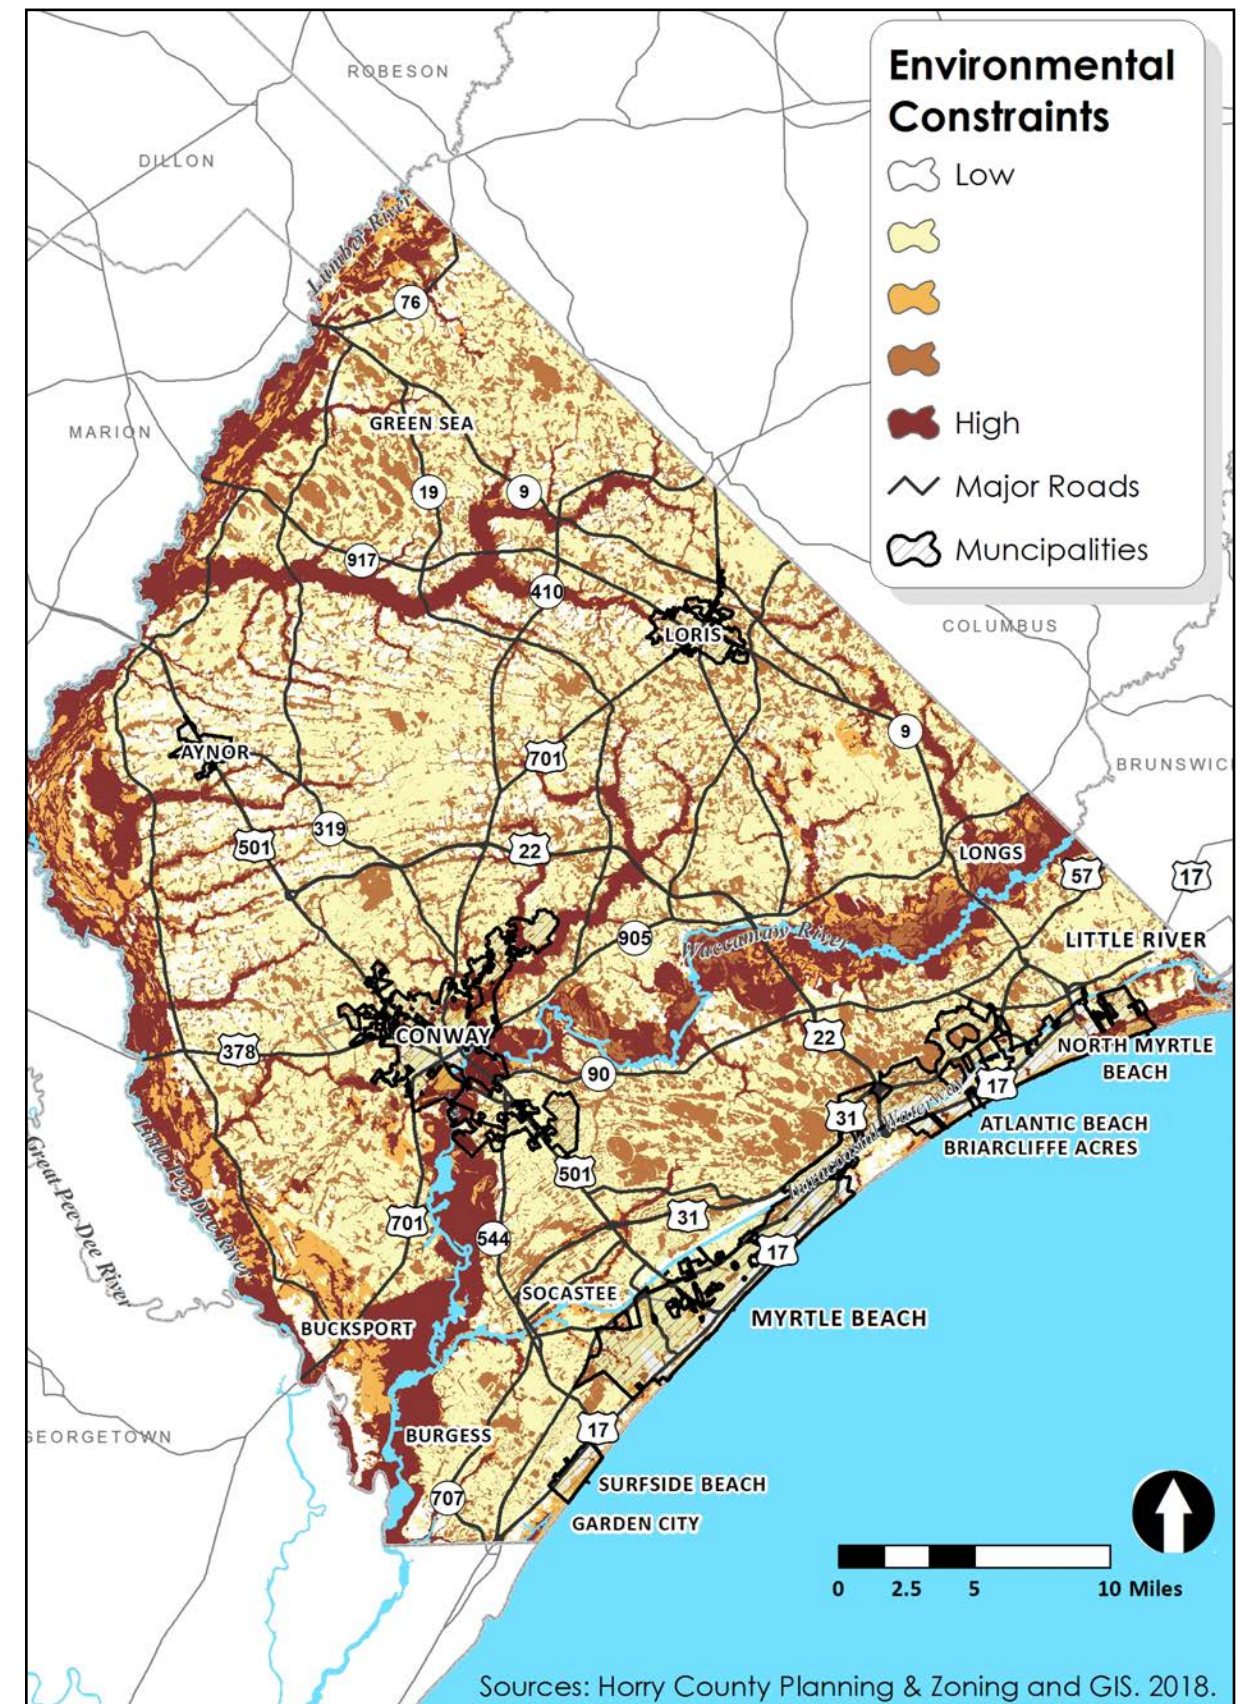 Environmental
Constraints
Low
High
Major Roads
Muncipalities
ROBESON
DILLON
Lumber River
76
MARION
GREEN SEA
19
9
917
410
LORIS
COLUMBUS
9
AYNOR
701
BRUNSWIC
319
501
22
LONGS
57
17
905
Waccamaw River
LITTLE RIVER
CONWAY
378
22
NORTH MYRTLE
BEACH
90
17
31
ATLANTIC BEACH
BRIARCLIFFE ACRES
Intracoastal Waterway
Great Pee Dee River
Little Pee Dee River
501
701
31
544
17
SOCASTEE
BUCKSPORT
MYRTLE BEACH
17
BURGESS
GEORGETOWN
707
SURFSIDE BEACH
GARDEN CITY
0 2.5 5 10 Miles
Sources: Horry County Planning & Zoning and GIS. 2018.